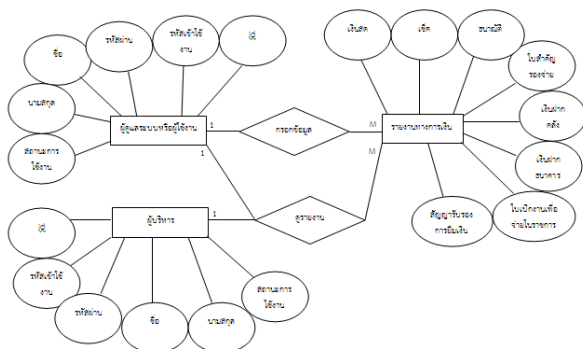 เงินสด
เช็ค
ธนาณัติ
ชื่อ
รหัสผ่าน
รหัสเข้าใช้
งาน
ใบสำคัญ
รองจ่าย
นามสกุล
ผู้ดูแลระบบหรือผู้ใช้งาน
1
กรอกข้อมูล
M
รายงานทางการเงิน
เงินฝาก
คลัง
สถานะการ
ใช้งาน
1
M
เงินฝาก
ธนาคาร
ผู้บริหาร
1
ดูรายงาน
สัญญารับรอง
การยืมเงิน
ใบเบิกงานเพื่อ
จ่ายในราชการ
รหัสเข้าใช้
งาน
รหัสผ่าน
ชื่อ
นามสกุล
สถานะการ
ใช้งาน